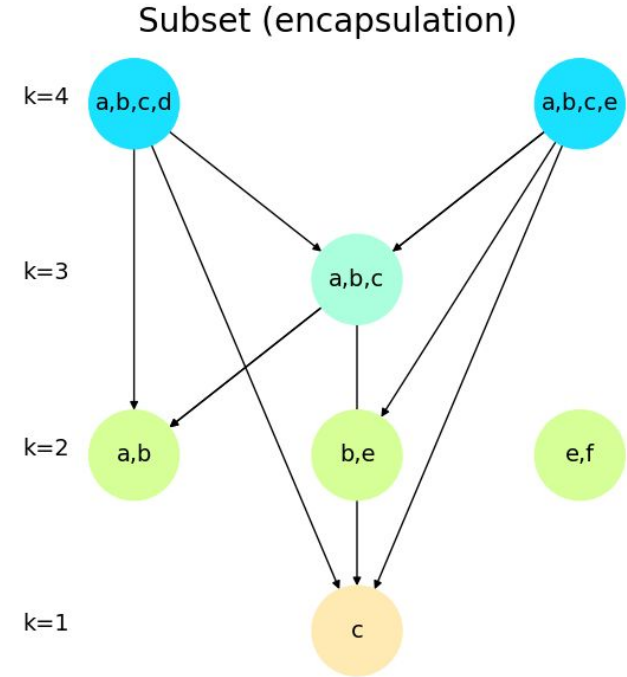 Subset (encapsulation)
k=4
a,b,c,d
a,b,c,e
k=3
a,b,c
k=2
a,b
b,e
e,f
k=1
c